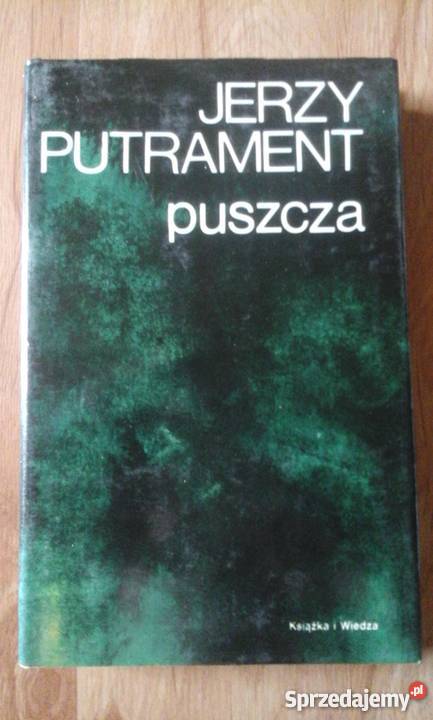 JERZY
PUTRAMENT
puszcza
Książka i Wiedza
Sprzedajemy.pl